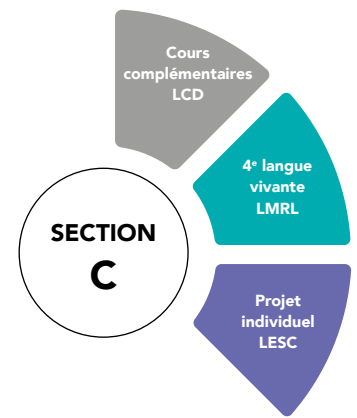 Cours
complémentaires
LCD
4e langue
vivante
LMRL
SECTION
C
Projet
individuel
LESC